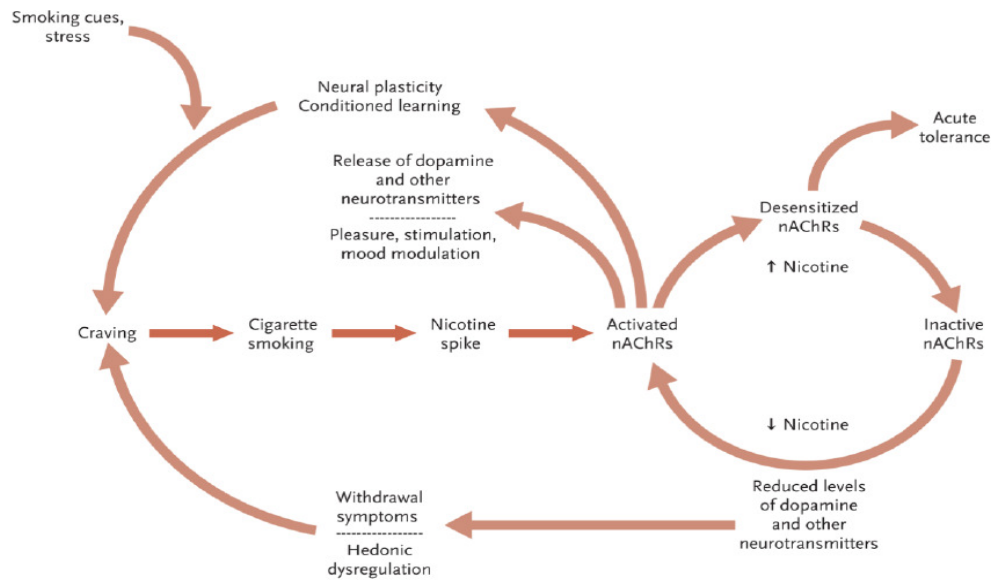 Smoking cues,
stress
Neural plasticity
Conditioned learning
Release of dopamine
and other
neurotransmitters
Pleasure, stimulation,
mood modulation
Acute
tolerance
Desensitized
nAChRs
↑ Nicotine
Craving
Cigarette
smoking
Nicotine
spike
Activated
nAChRs
Inactive
nAChRs
↓ Nicotine
Reduced levels
of dopamine
and other
neurotransmitters
Withdrawal
symptoms
Hedonic
dysregulation